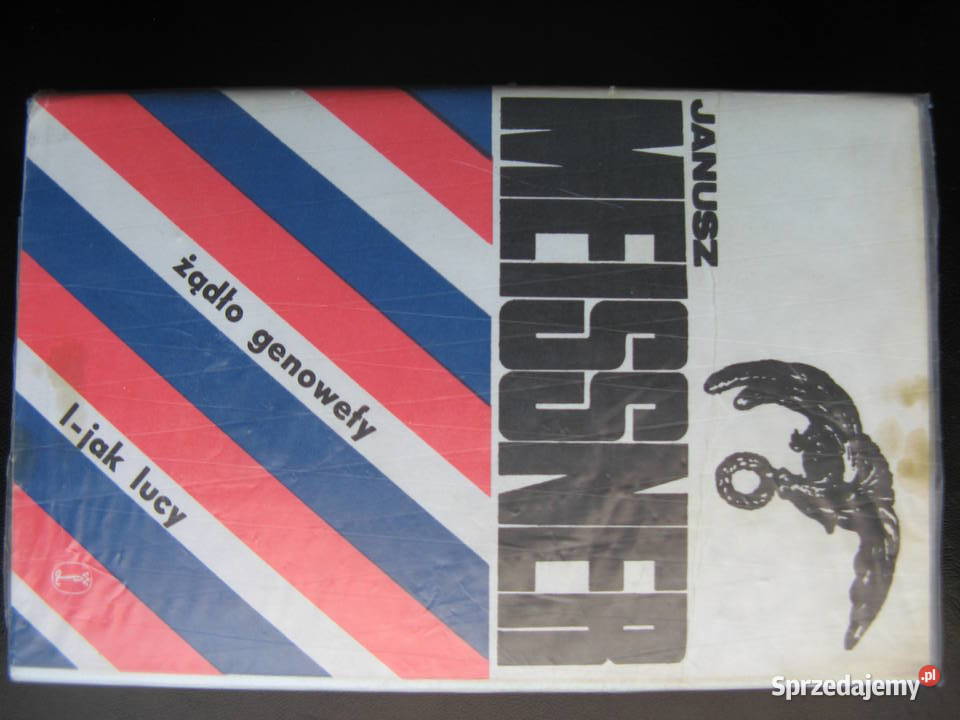 JANUSZ
MEISSNER
żądło genowefy
l-jak lucy
Sprzedajemy.pl